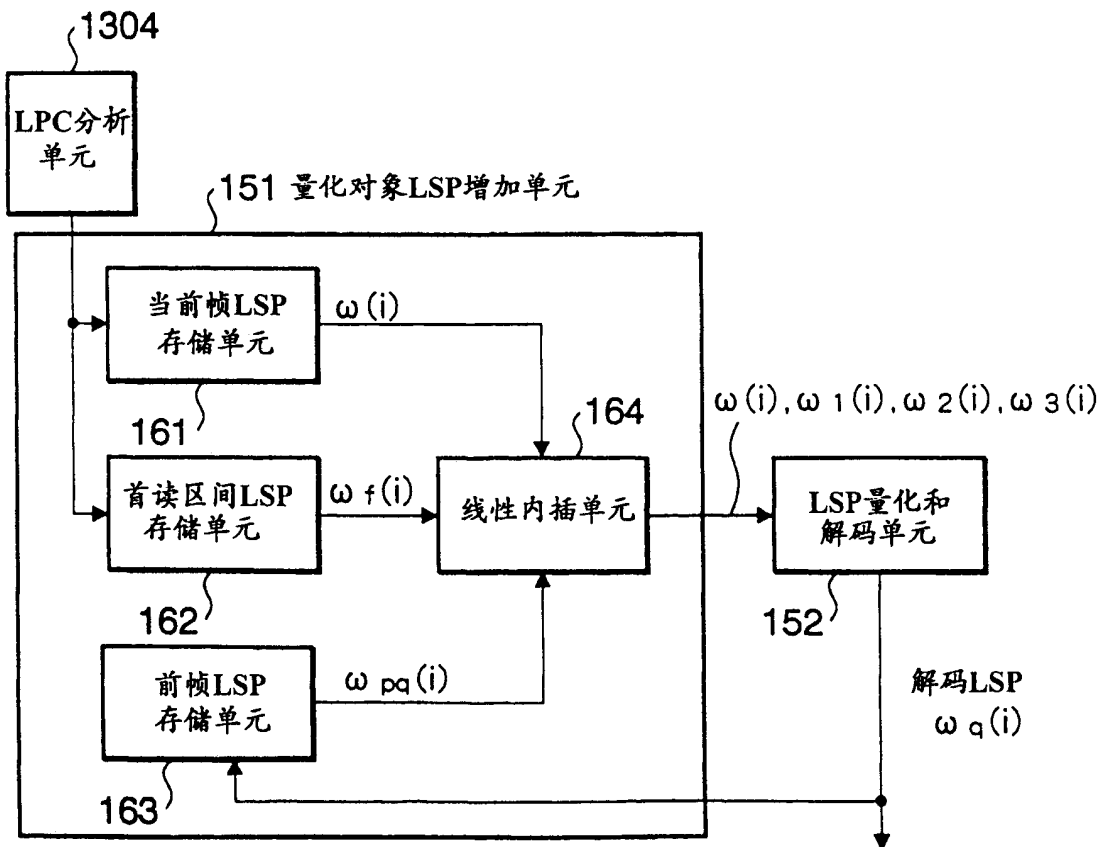 1304
LPC分析
单元
151 量化对象LSP增加单元
当前帧LSP
存储单元
ω(i)
161
164
ω(i),ω1(i),ω2(i),ω3(i)
首读区间LSP
存储单元
ωf(i)
线性内插单元
LSP量化和
解码单元
162
152
前帧LSP
存储单元
ωpq(i)
解码LSP
ωq(i)
163